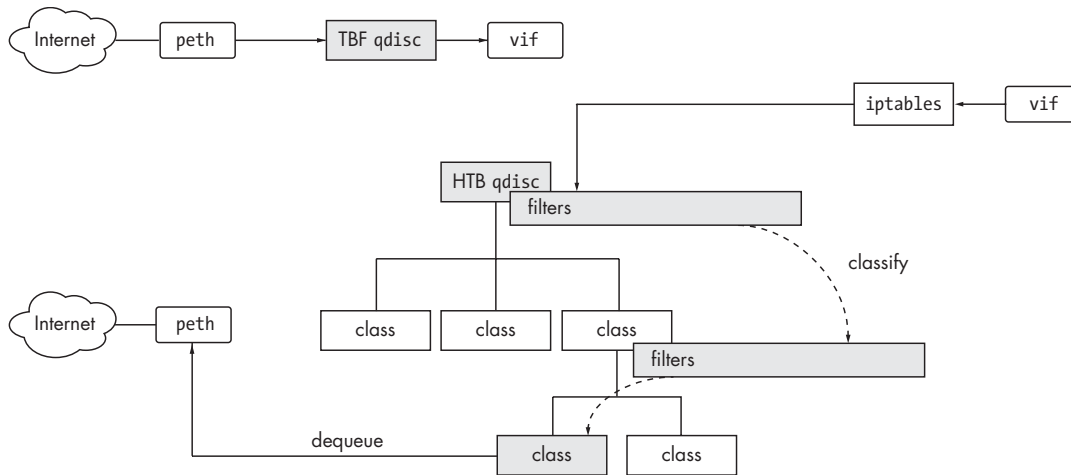 Internet
peth
TBF qdisc
vif
iptables
vif
HTB qdisc
filters
classify
Internet
peth
class
class
class
filters
dequeue
class
class